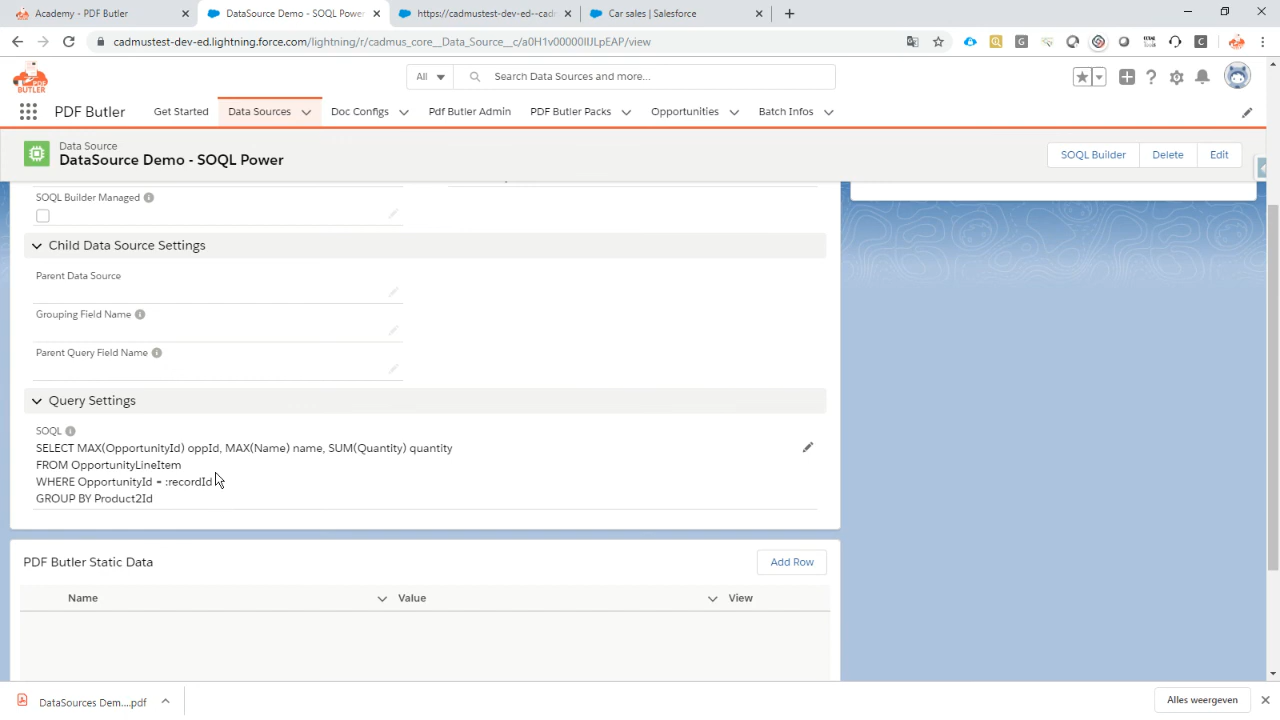 Academy - PDF Butler
DataSource Demo - SOQL Power
https://cadmustest-dev-ed--cadm
Car sales | Salesforce
cadmustest-dev-ed.lightning.force.com/lightning/r/cadmus_core__Data_Source__c/a0H1v00000lIJLpEAP/view
PDF BUTLER
All
Search Data Sources and more...
PDF Butler
Get Started
Data Sources
Doc Configs
Pdf Butler Admin
PDF Butler Packs
Opportunities
Batch Infos
Data Source
DataSource Demo - SOQL Power
SOQL Builder
Delete
Edit
SOQL Builder Managed
Child Data Source Settings
Parent Data Source
Grouping Field Name
Parent Query Field Name
Query Settings
SOQL
SELECT MAX(OpportunityId) oppId, MAX(Name) name, SUM(Quantity) quantity
FROM OpportunityLineItem
WHERE OpportunityId = :recordId
GROUP BY Product2Id
PDF Butler Static Data
Add Row
Name
Value
View
DataSources Dem....pdf
Alles weergeven